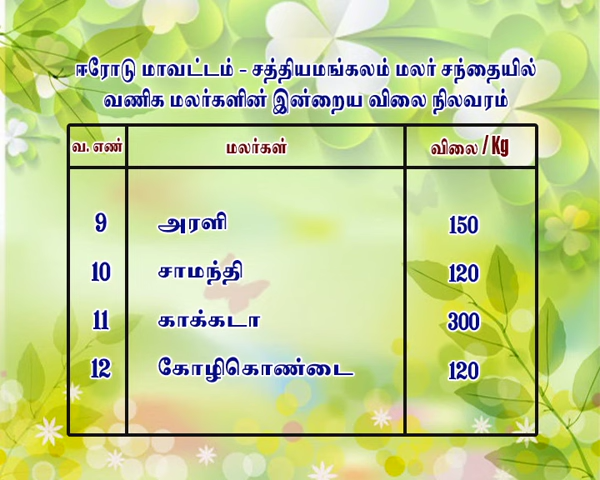 ஈரோடு மாவட்டம் - சத்தியமங்கலம் மலர் சந்தையில்
வணிக மலர்களின் இன்றைய விலை நிலவரம்
வ. எண் மலர்கள் விலை / Kg
9 அரளி 150
10 சாமந்தி 120
11 காக்கடா 300
12 கோழிகொண்டை 120